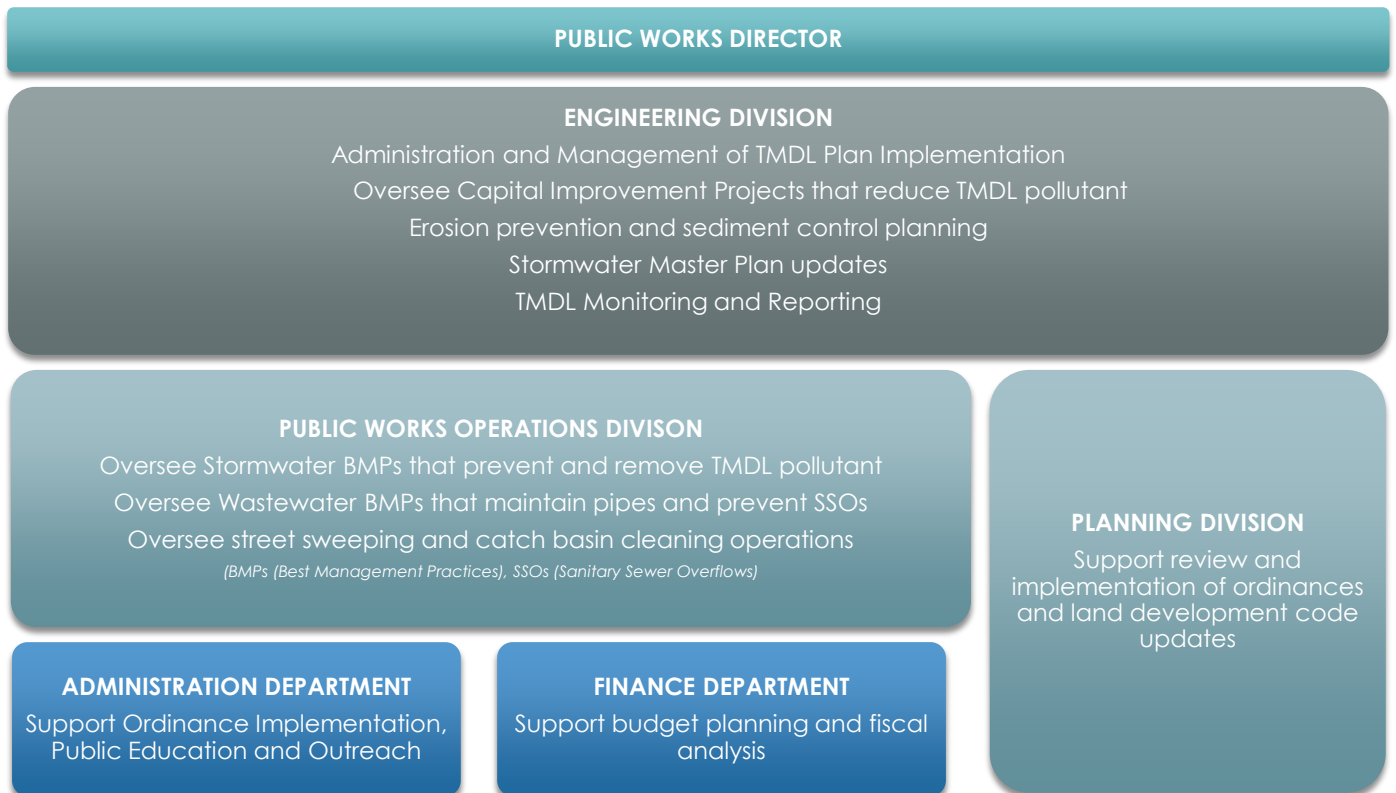 PUBLIC WORKS DIRECTOR
ENGINEERING DIVISION
Administration and Management of TMDL Plan Implementation
Oversee Capital Improvement Projects that reduce TMDL pollutant
Erosion prevention and sediment control planning
Stormwater Master Plan updates
TMDL Monitoring and Reporting
PUBLIC WORKS OPERATIONS DIVISON
Oversee Stormwater BMPs that prevent and remove TMDL pollutant
Oversee Wastewater BMPs that maintain pipes and prevent SSOs
Oversee street sweeping and catch basin cleaning operations
(BMPs (Best Management Practices), SSOs (Sanitary Sewer Overflows)
PLANNING DIVISION
Support review and
implementation of ordinances
and land development code
updates
ADMINISTRATION DEPARTMENT
Support Ordinance Implementation,
Public Education and Outreach
FINANCE DEPARTMENT
Support budget planning and fiscal
analysis